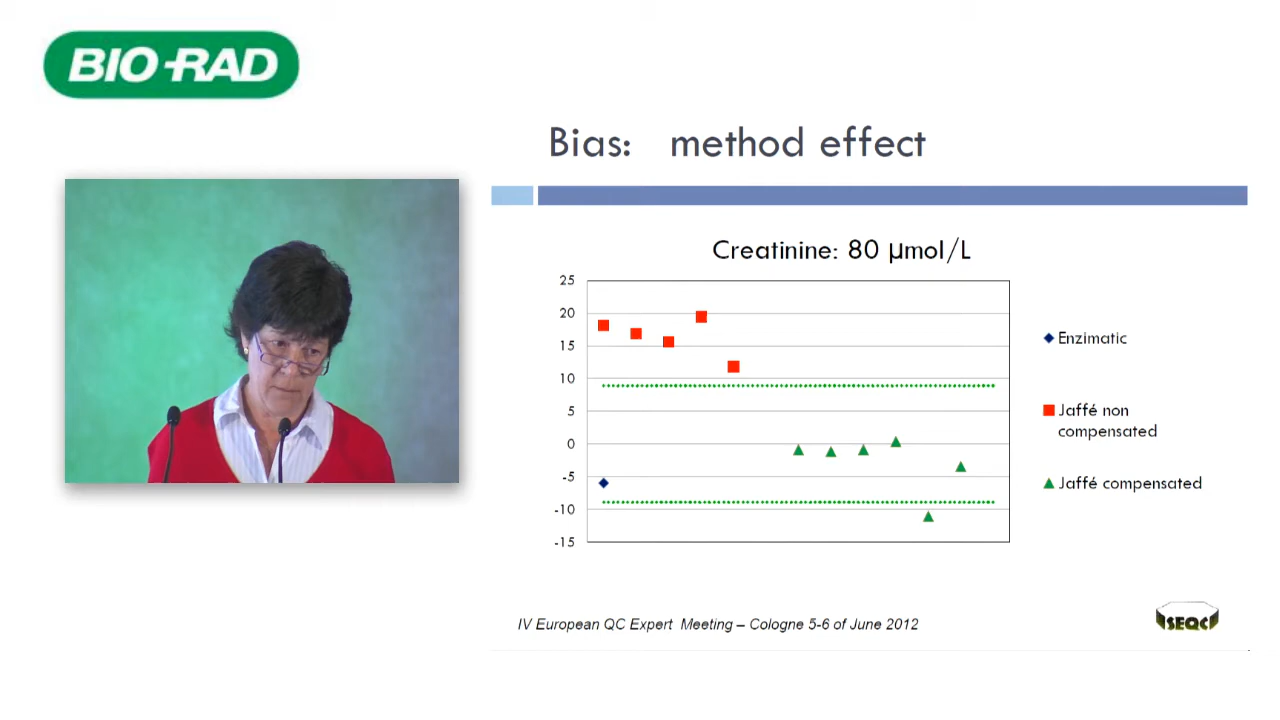 BIO-RAD
Bias: method effect
Creatinine: 80 µmol/L
25
20
15
10
5
0
-5
-10
-15
Enzimatic
Jaffé non
compensated
Jaffé compensated
IV European QC Expert Meeting – Cologne 5-6 of June 2012
SEQC